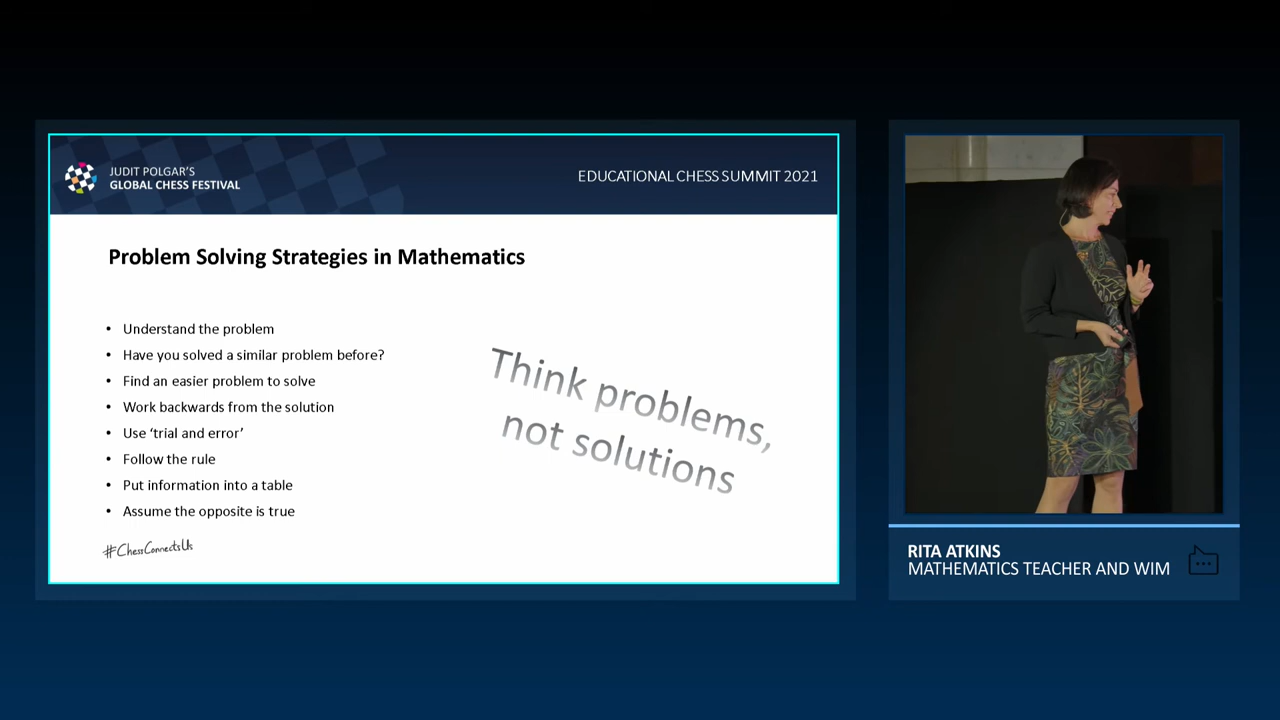 JUDIT POLGAR'S
GLOBAL CHESS FESTIVAL
EDUCATIONAL CHESS SUMMIT 2021
Problem Solving Strategies in Mathematics
• Understand the problem
• Have you solved a similar problem before?
• Find an easier problem to solve
• Work backwards from the solution
• Use ‘trial and error’
• Follow the rule
• Put information into a table
• Assume the opposite is true
Think problems,
not solutions
#ChessConnectsUs
RITA ATKINS
MATHEMATICS TEACHER AND WIM